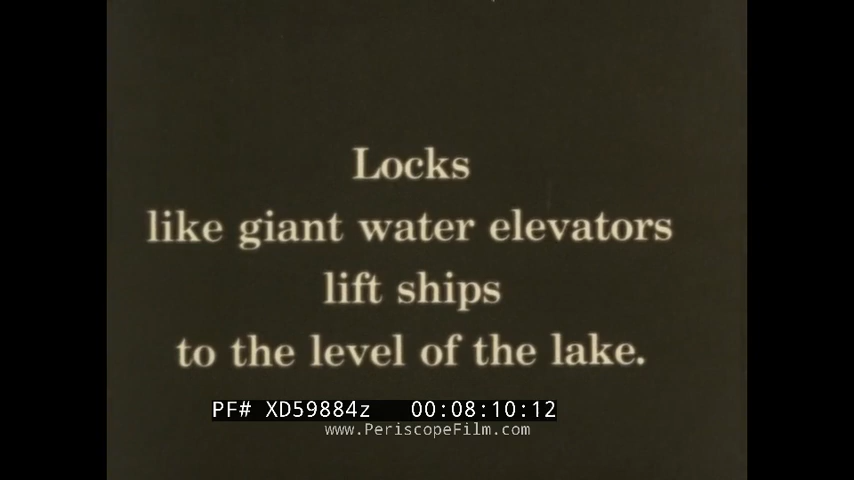 Locks
like giant water elevators
lift ships
to the level of the lake.
PF# XD59884z 00:08:10:12
www.PeriscopeFilm.com